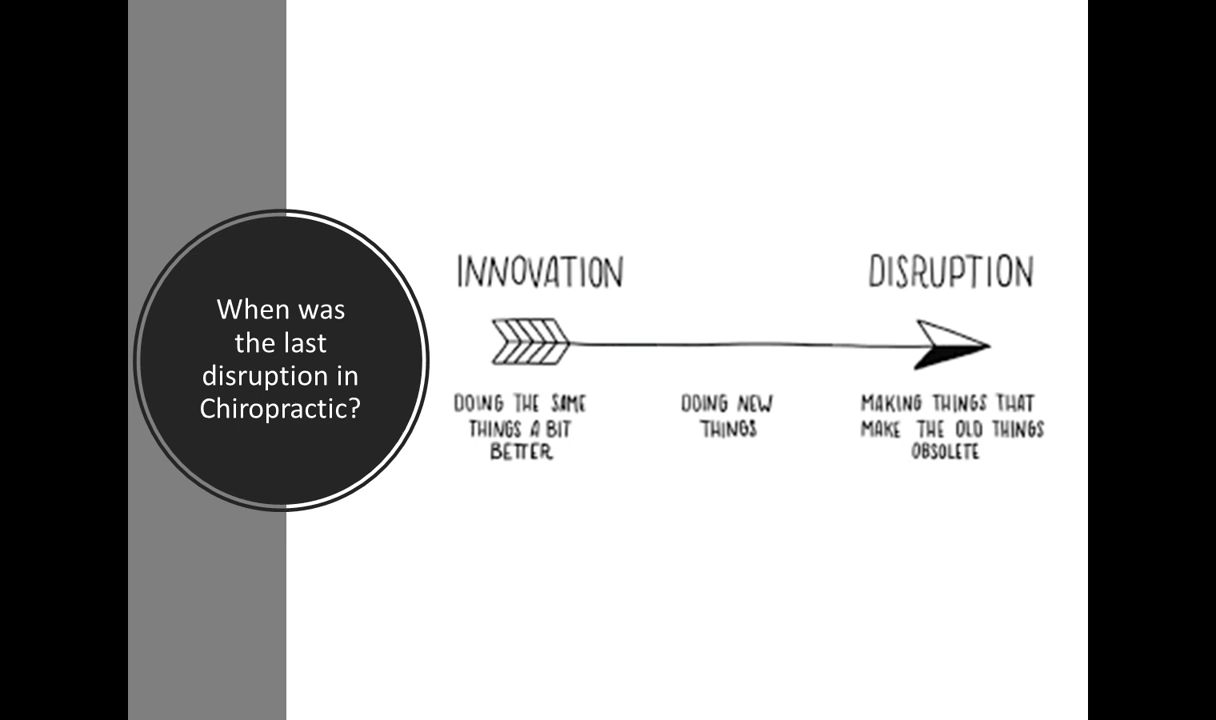 When was
the last
disruption in
Chiropractic?
INNOVATION
DISRUPTION
DOING THE SAME
THINGS A BIT
BETTER
DOING NEW
THINGS
MAKING THINGS THAT
MAKE THE OLD THINGS
OBSOLETE